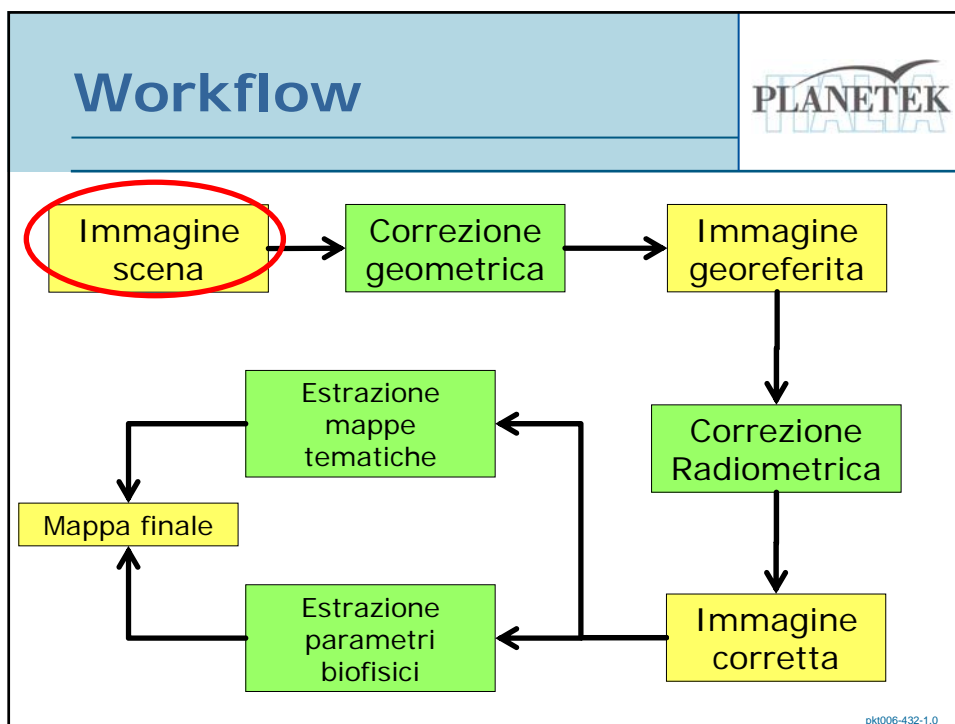 Workflow
PLANETEK
ITALIA
Immagine
scena
Correzione
geometrica
Immagine
georeferita
Correzione
Radiometrica
Immagine
corretta
Estrazione
mappe
tematiche
Estrazione
parametri
biofisici
Mappa finale
pkt006-432-1.0